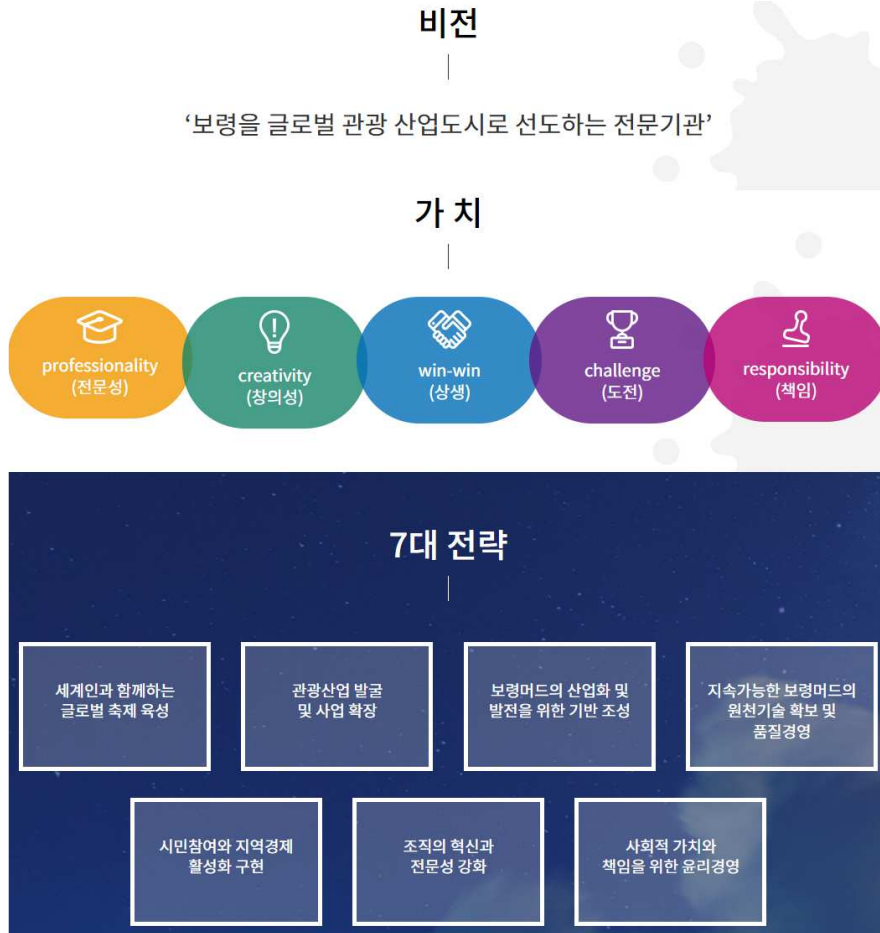 비전
‘보령을 글로벌 관광 산업도시로 선도하는 전문기관’
가 치
professionality
(전문성)
creativity
(창의성)
win-win
(상생)
challenge
(도전)
responsibility
(책임)
7대 전략
세계인과 함께하는
글로벌 축제 육성
관광산업 발굴
및 사업 확장
보령머드의 산업화 및
발전을 위한 기반 조성
지속가능한 보령머드의
원천기술 확보 및
품질경영
시민참여와 지역경제
활성화 구현
조직의 혁신과
전문성 강화
사회적 가치와
책임을 위한 윤리경영